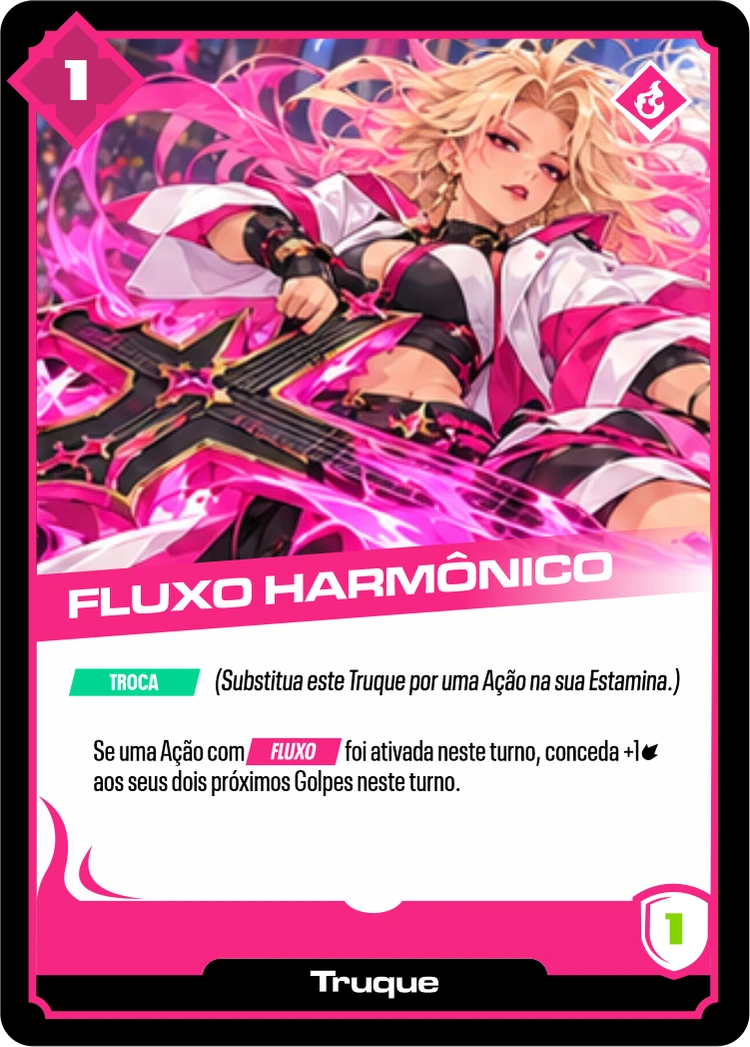 1
FLUXO HARMÔNICO
TROCA (Substitua este Truque por uma Ação na sua Estamina.)
Se uma Ação com FLUXO foi ativada neste turno, conceda +1
aos seus dois próximos Golpes neste turno.
1
Truque